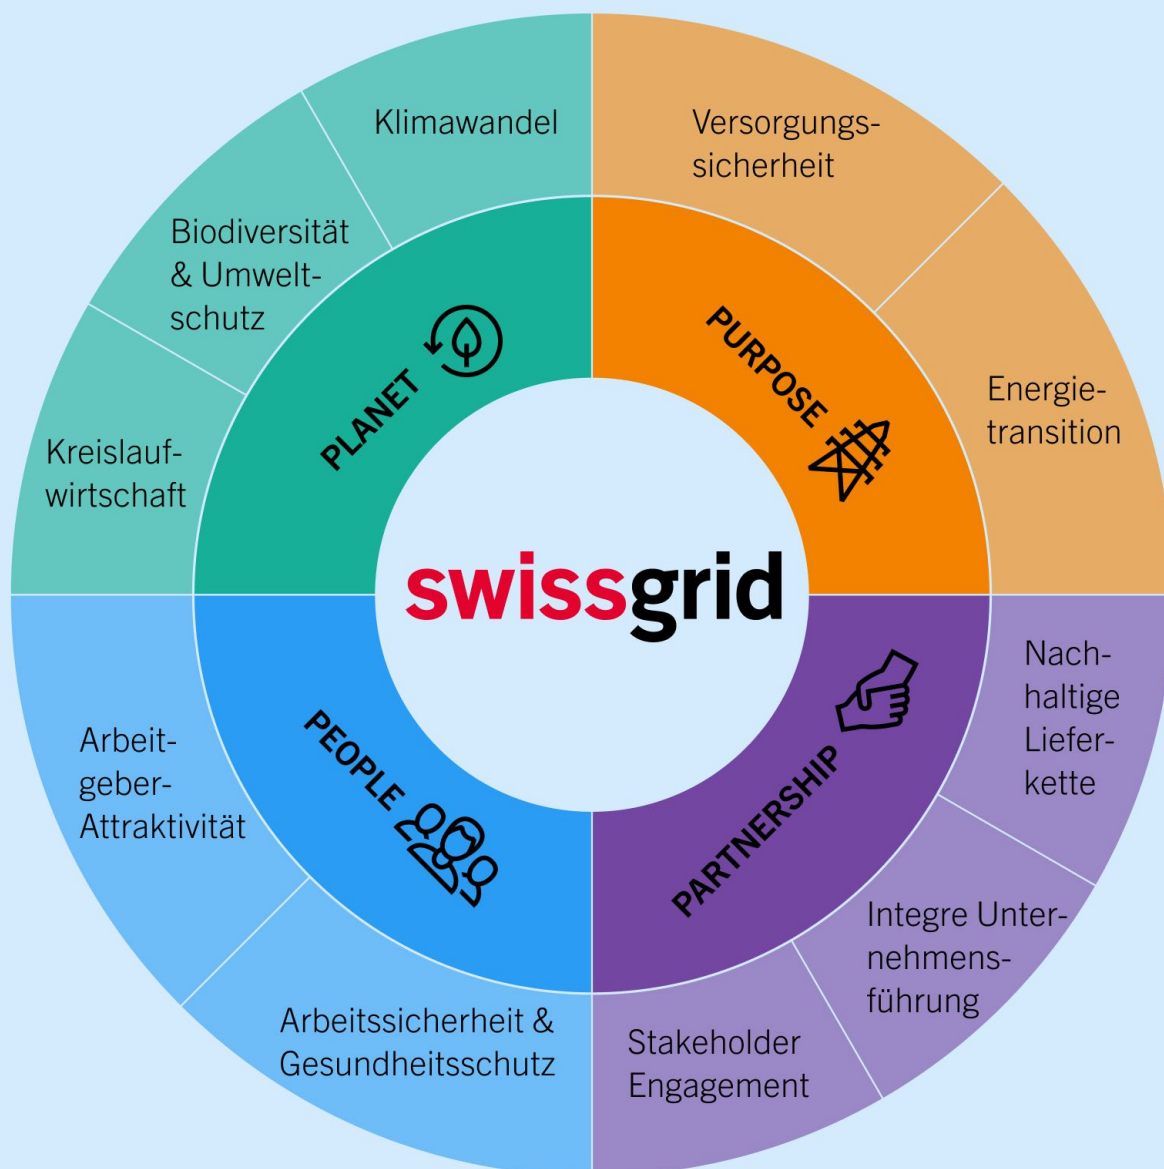 Klimawandel
Versorgungs-
sicherheit
Biodiversität
& Umwelt-
schutz
Energie-
transition
Kreislauf-
wirtschaft
PLANET
PURPOSE
swissgrid
PEOPLE
PARTNERSHIP
Nach-
haltige
Liefer-
kette
Arbeit-
geber-
Attraktivität
Integre Unter-
nehmens-
führung
Arbeitssicherheit &
Gesundheitsschutz
Stakeholder
Engagement